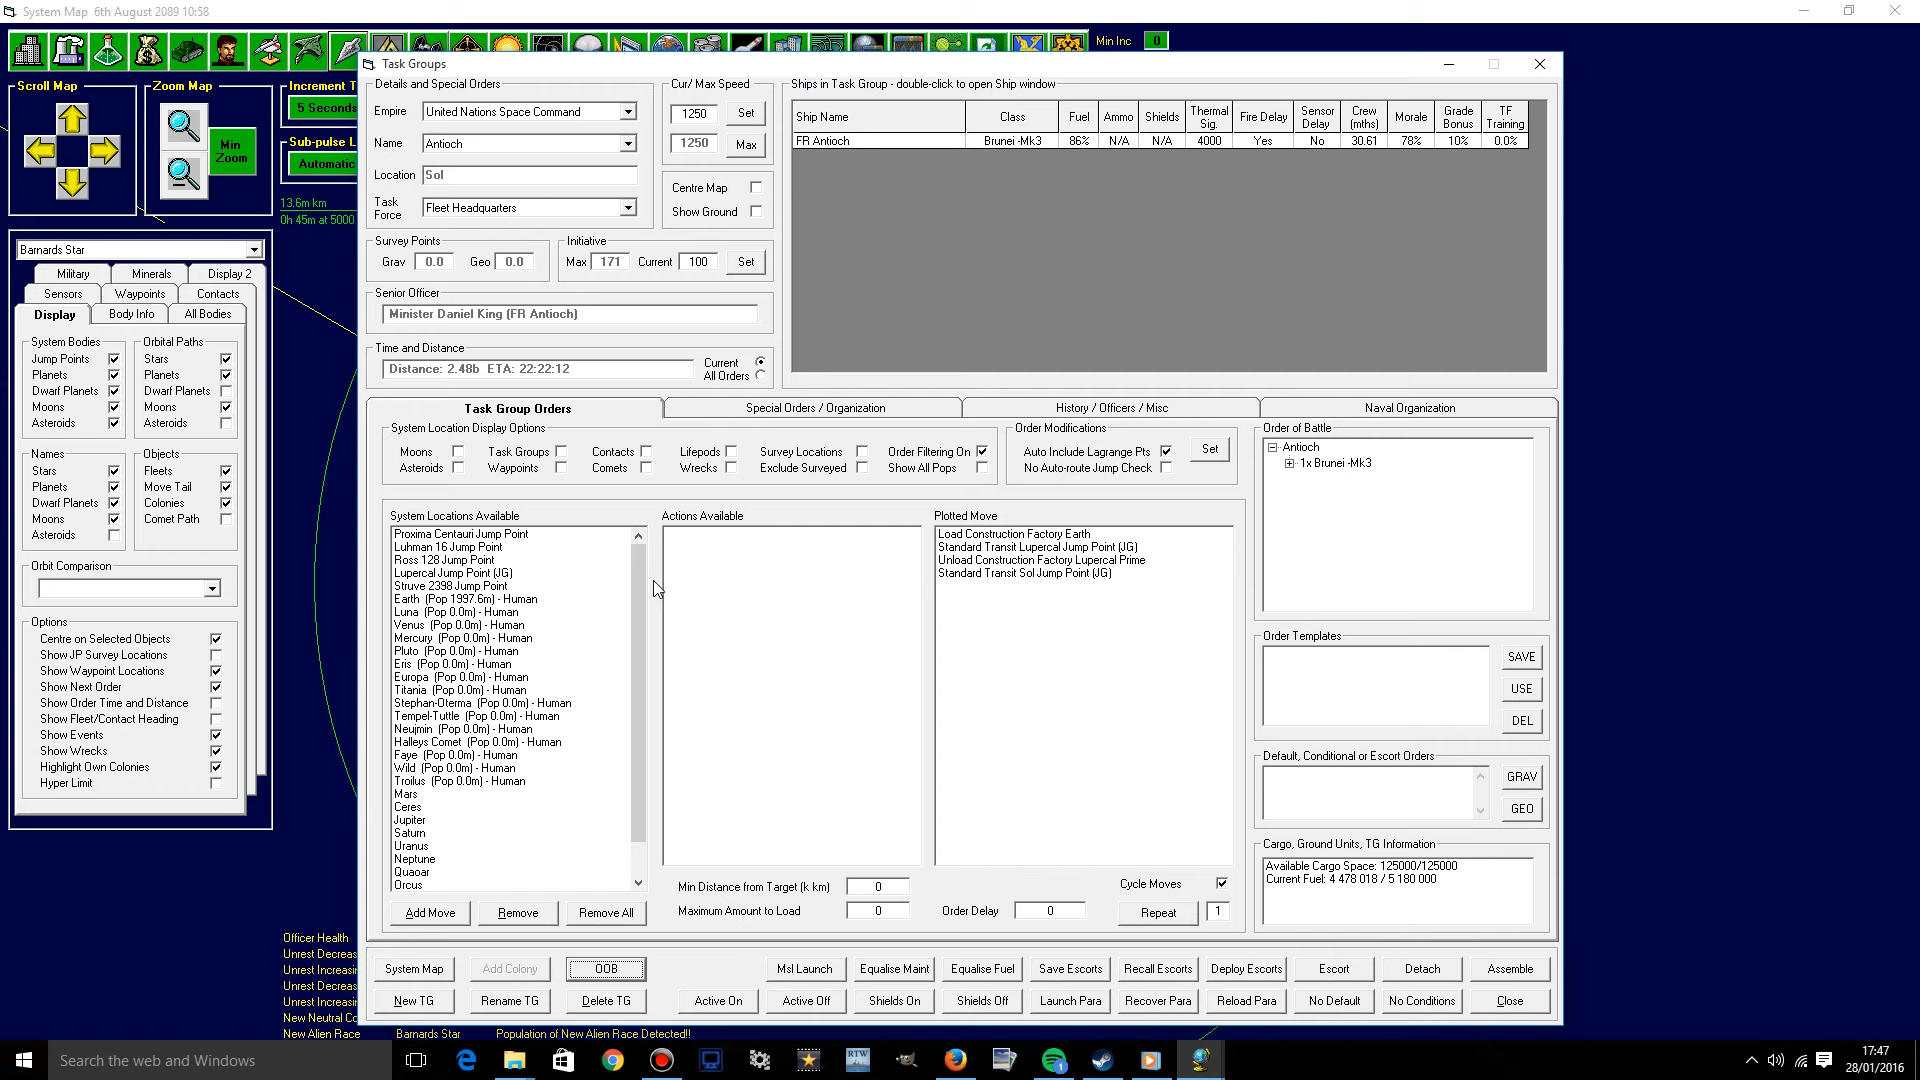 System Map  6th August 2089 10:58
Min Inc 0
Scroll Map
Zoom Map
Min Zoom
Increment T
5 Seconds
Sub-pulse L
Automatic
13.6m km
0h 45m at 5000
Barnards Star
Military Minerals Display 2
Sensors Waypoints Contacts
Display Body Info All Bodies
System Bodies
Jump Points
Planets
Dwarf Planets
Moons
Asteroids
Orbital Paths
Stars
Planets
Dwarf Planets
Moons
Asteroids
Names
Stars
Planets
Dwarf Planets
Moons
Asteroids
Objects
Fleets
Move Tail
Colonies
Comet Path
Orbit Comparison
Options
Centre on Selected Objects
Show JP Survey Locations
Show Waypoint Locations
Show Next Order
Show Order Time and Distance
Show Fleet/Contact Heading
Show Events
Show Wrecks
Highlight Own Colonies
Hyper Limit
Officer Health
Unrest Decreas
Unrest Increasin
Unrest Decreas
Unrest Increasin
New Neutral Co
New Alien Race Barnards Star Population of New Alien Race Detected!!
Task Groups
Details and Special Orders
Empire United Nations Space Command
Name Antioch
Location Sol
Task Force Fleet Headquarters
Cur/ Max Speed
1250 Set
1250 Max
Centre Map
Show Ground
Survey Points
Grav 0.0 Geo 0.0
Initiative
Max 171 Current 100 Set
Senior Officer
Minister Daniel King (FR Antioch)
Time and Distance
Distance: 2.48b  ETA: 22:22:12
Current
All Orders
Ships in Task Group - double-click to open Ship window
Ship Name Class Fuel Ammo Shields Thermal Sig. Fire Delay Sensor Delay Crew (mths) Morale Grade Bonus TF Training
FR Antioch Brunei -Mk3 86% N/A N/A 4000 Yes No 30.61 78% 10% 0.0%
Task Group Orders Special Orders / Organization History / Officers / Misc Naval Organization
System Location Display Options
Moons Task Groups Contacts Lifepods Survey Locations Order Filtering On
Asteroids Waypoints Comets Wrecks Exclude Surveyed Show All Pops
Order Modifications
Auto Include Lagrange Pts
No Auto-route Jump Check
Set
System Locations Available
Proxima Centauri Jump Point
Luhman 16 Jump Point
Ross 128 Jump Point
Lupercal Jump Point (JG)
Struve 2398 Jump Point
Earth  (Pop 1997.6m) - Human
Luna  (Pop 0.0m) - Human
Venus  (Pop 0.0m) - Human
Mercury  (Pop 0.0m) - Human
Pluto  (Pop 0.0m) - Human
Eris  (Pop 0.0m) - Human
Europa  (Pop 0.0m) - Human
Titania  (Pop 0.0m) - Human
Stephan-Oterma  (Pop 0.0m) - Human
Tempel-Tuttle  (Pop 0.0m) - Human
Neujmin  (Pop 0.0m) - Human
Halleys Comet  (Pop 0.0m) - Human
Faye  (Pop 0.0m) - Human
Wild  (Pop 0.0m) - Human
Troilus  (Pop 0.0m) - Human
Mars
Ceres
Jupiter
Saturn
Uranus
Neptune
Quaoar
Orcus
Actions Available
Plotted Move
Load Construction Factory Earth
Standard Transit Lupercal Jump Point (JG)
Unload Construction Factory Lupercal Prime
Standard Transit Sol Jump Point (JG)
Add Move Remove Remove All
Min Distance from Target (k km) 0
Maximum Amount to Load 0
Order Delay 0
Cycle Moves
Repeat 1
Order of Battle
Antioch
1x Brunei -Mk3
Order Templates
SAVE
USE
DEL
Default, Conditional or Escort Orders
GRAV
GEO
Cargo, Ground Units, TG Information
Available Cargo Space: 125000/125000
Current Fuel: 4 478 018 / 5 180 000
System Map Add Colony OOB Msl Launch Equalise Maint Equalise Fuel Save Escorts Recall Escorts Deploy Escorts Escort Detach Assemble
New TG Rename TG Delete TG Active On Active Off Shields On Shields Off Launch Para Recover Para Reload Para No Default No Conditions Close
Search the web and Windows
RTW
1
17:47
28/01/2016